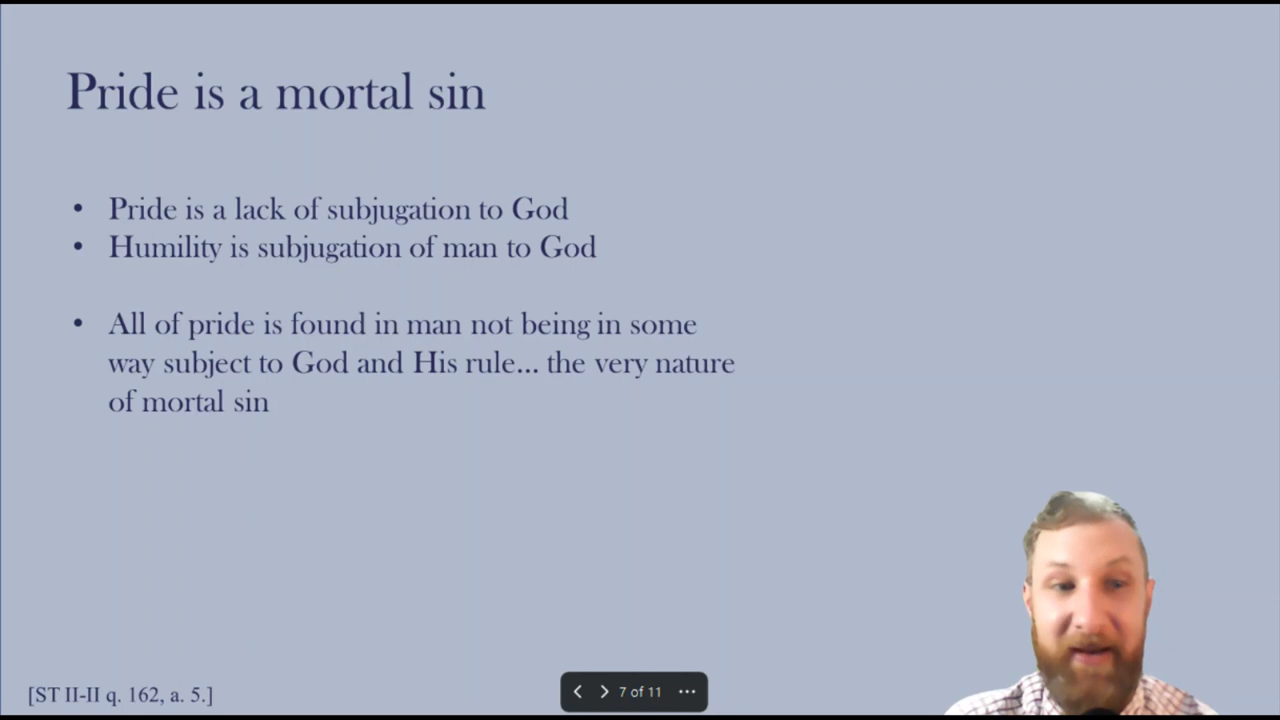 Pride is a mortal sin
• Pride is a lack of subjugation to God
• Humility is subjugation of man to God
• All of pride is found in man not being in some
way subject to God and His rule... the very nature
of mortal sin
[ST II-II q. 162, a. 5.]
7 of 11